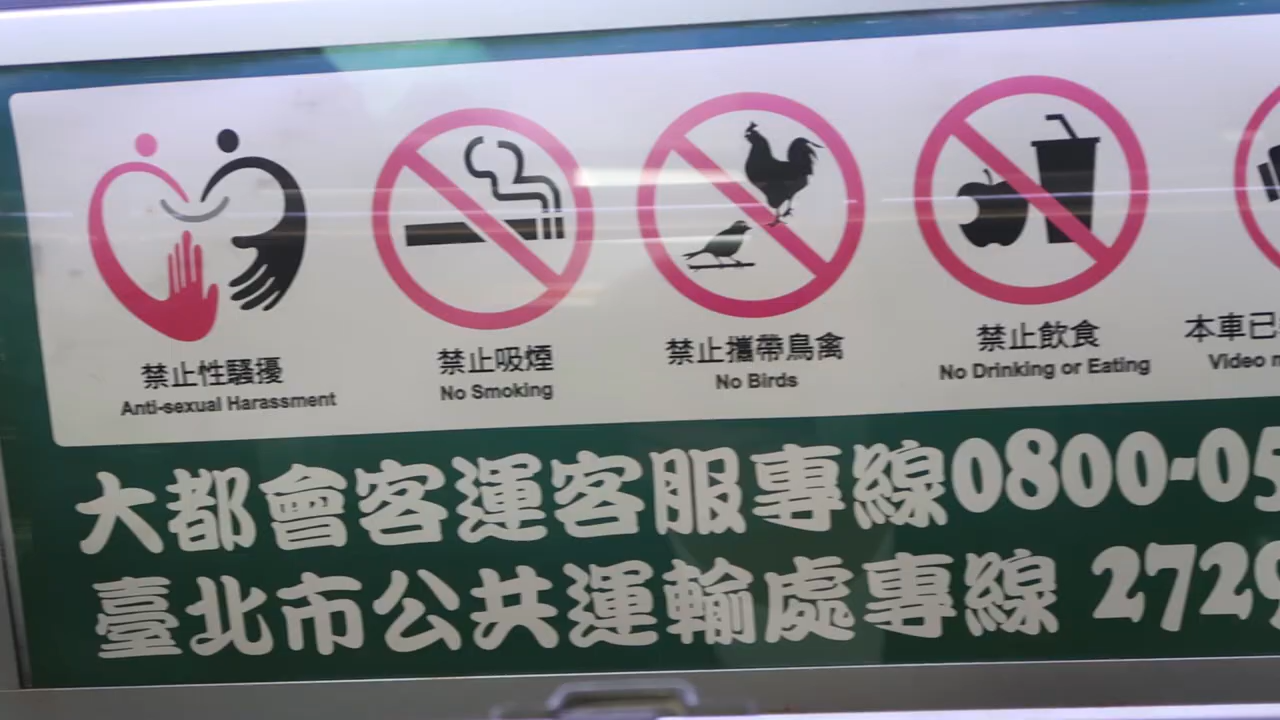 禁止性騷擾
Anti-sexual Harassment
禁止吸煙
No Smoking
禁止攜帶鳥禽
No Birds
禁止飲食
No Drinking or Eating
本車已
Video
大都會客運客服專線0800-05
臺北市公共運輸處專線 2729